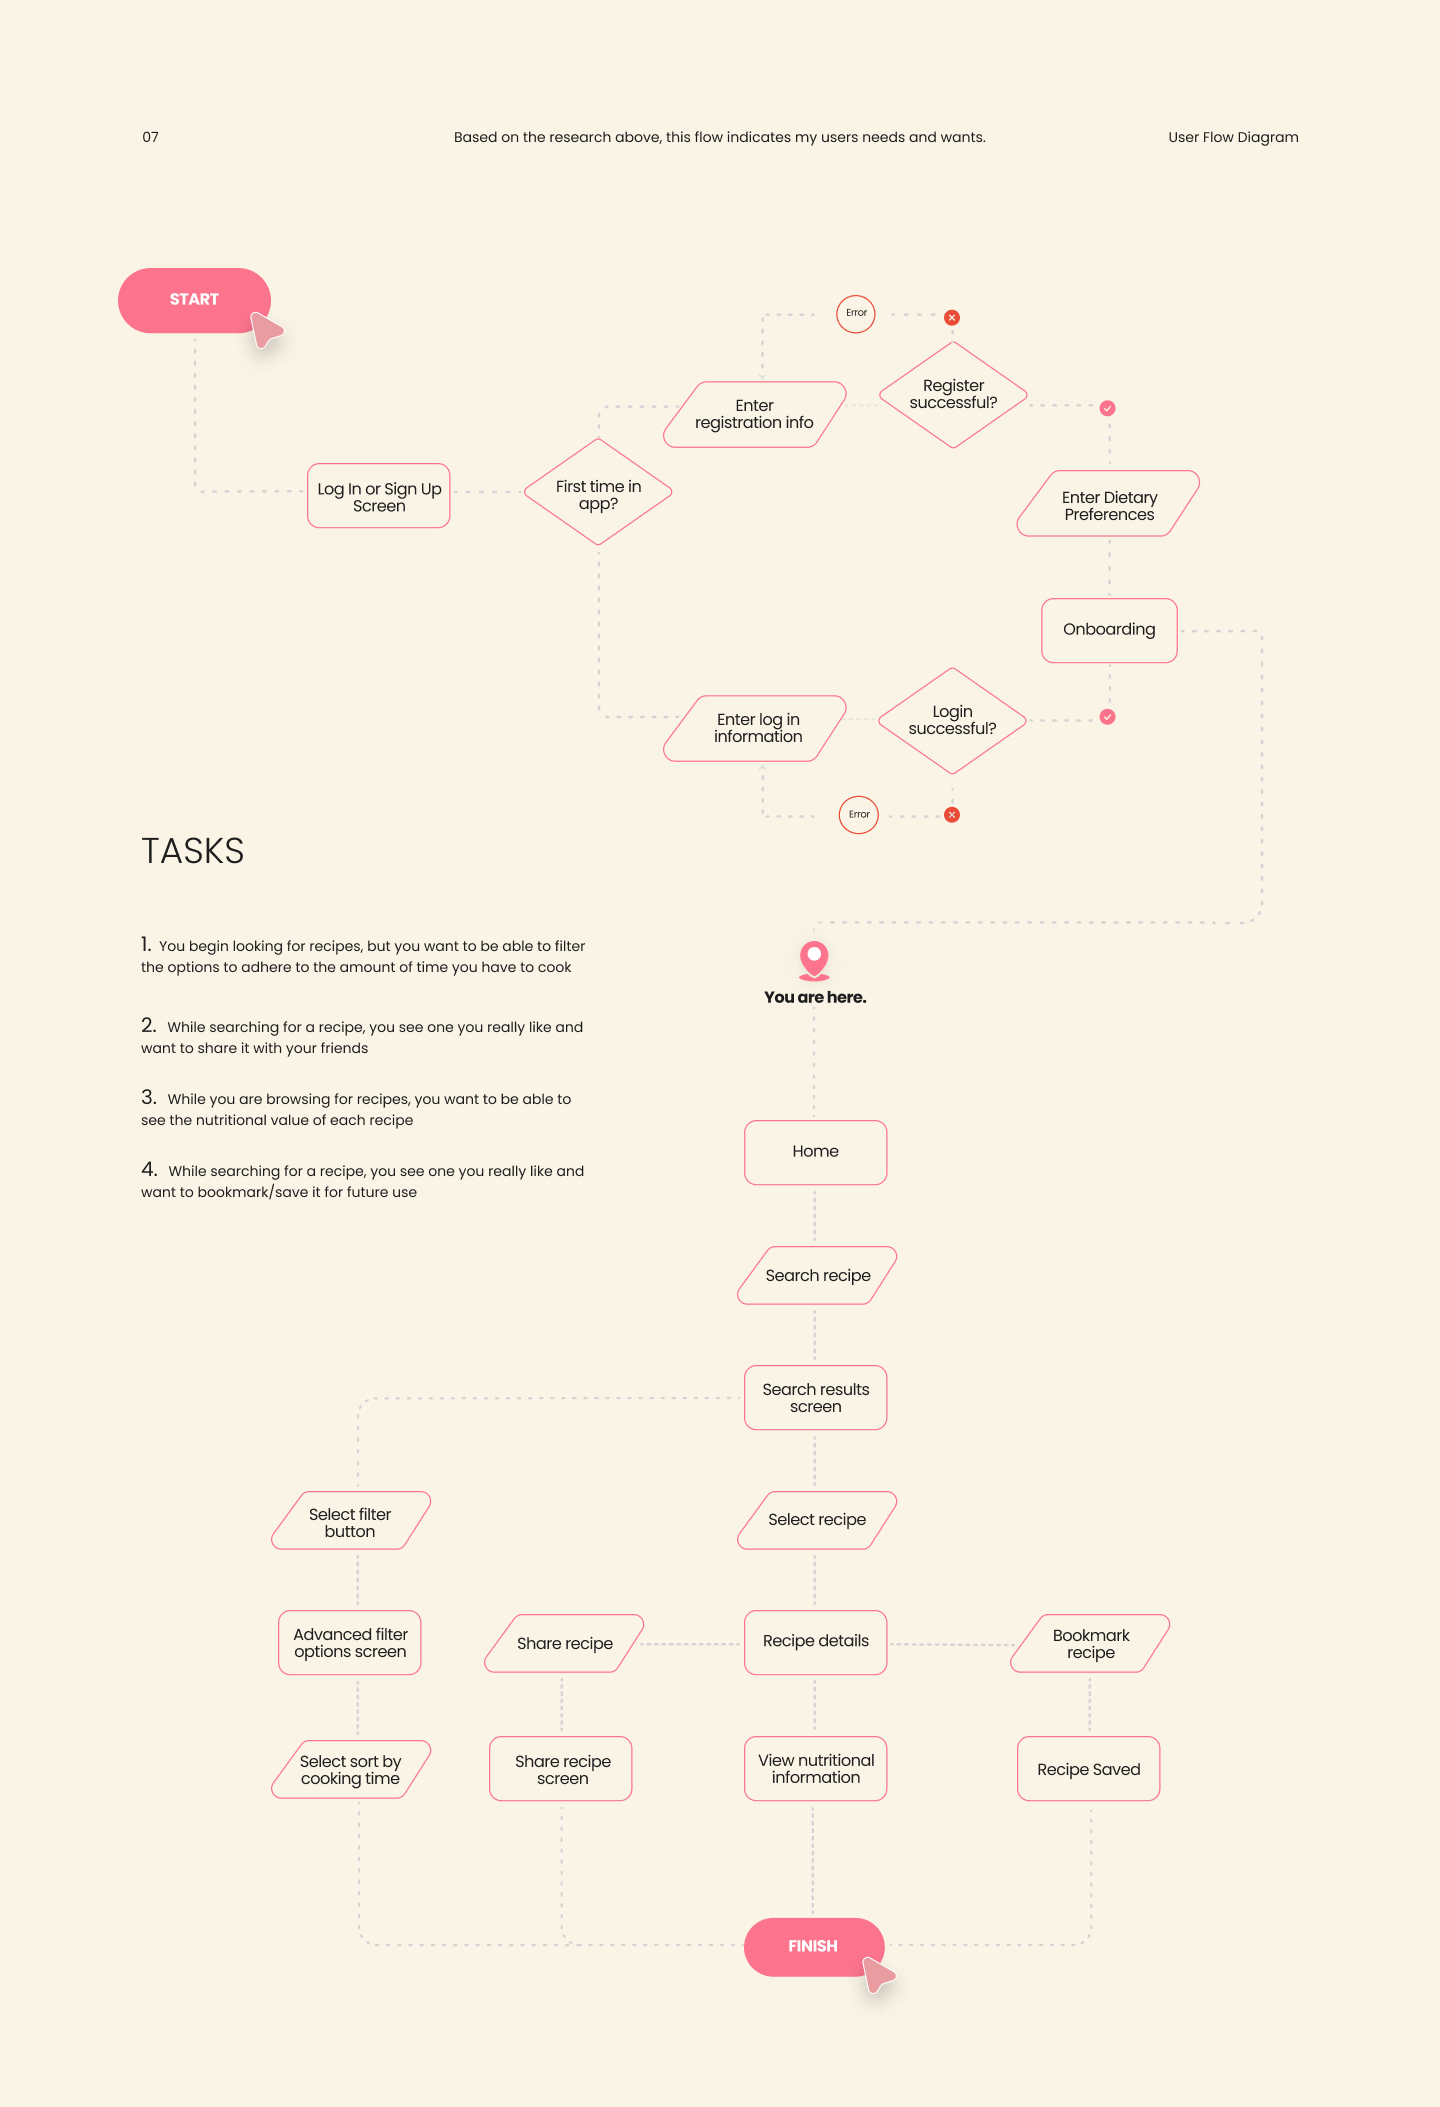 07
Based on the research above, this flow indicates my users needs and wants.
User Flow Diagram
START
Error
Register
successful?
Enter
registration info
Log In or Sign Up
Screen
First time in
app?
Enter Dietary
Preferences
Onboarding
Enter log in
information
Login
successful?
Error
TASKS
1. You begin looking for recipes, but you want to be able to filter
the options to adhere to the amount of time you have to cook
2. While searching for a recipe, you see one you really like and
want to share it with your friends
3. While you are browsing for recipes, you want to be able to
see the nutritional value of each recipe
4. While searching for a recipe, you see one you really like and
want to bookmark/save it for future use
You are here.
Home
Search recipe
Search results
screen
Select filter
button
Select recipe
Advanced filter
options screen
Share recipe
Recipe details
Bookmark
recipe
Select sort by
cooking time
Share recipe
screen
View nutritional
information
Recipe Saved
FINISH